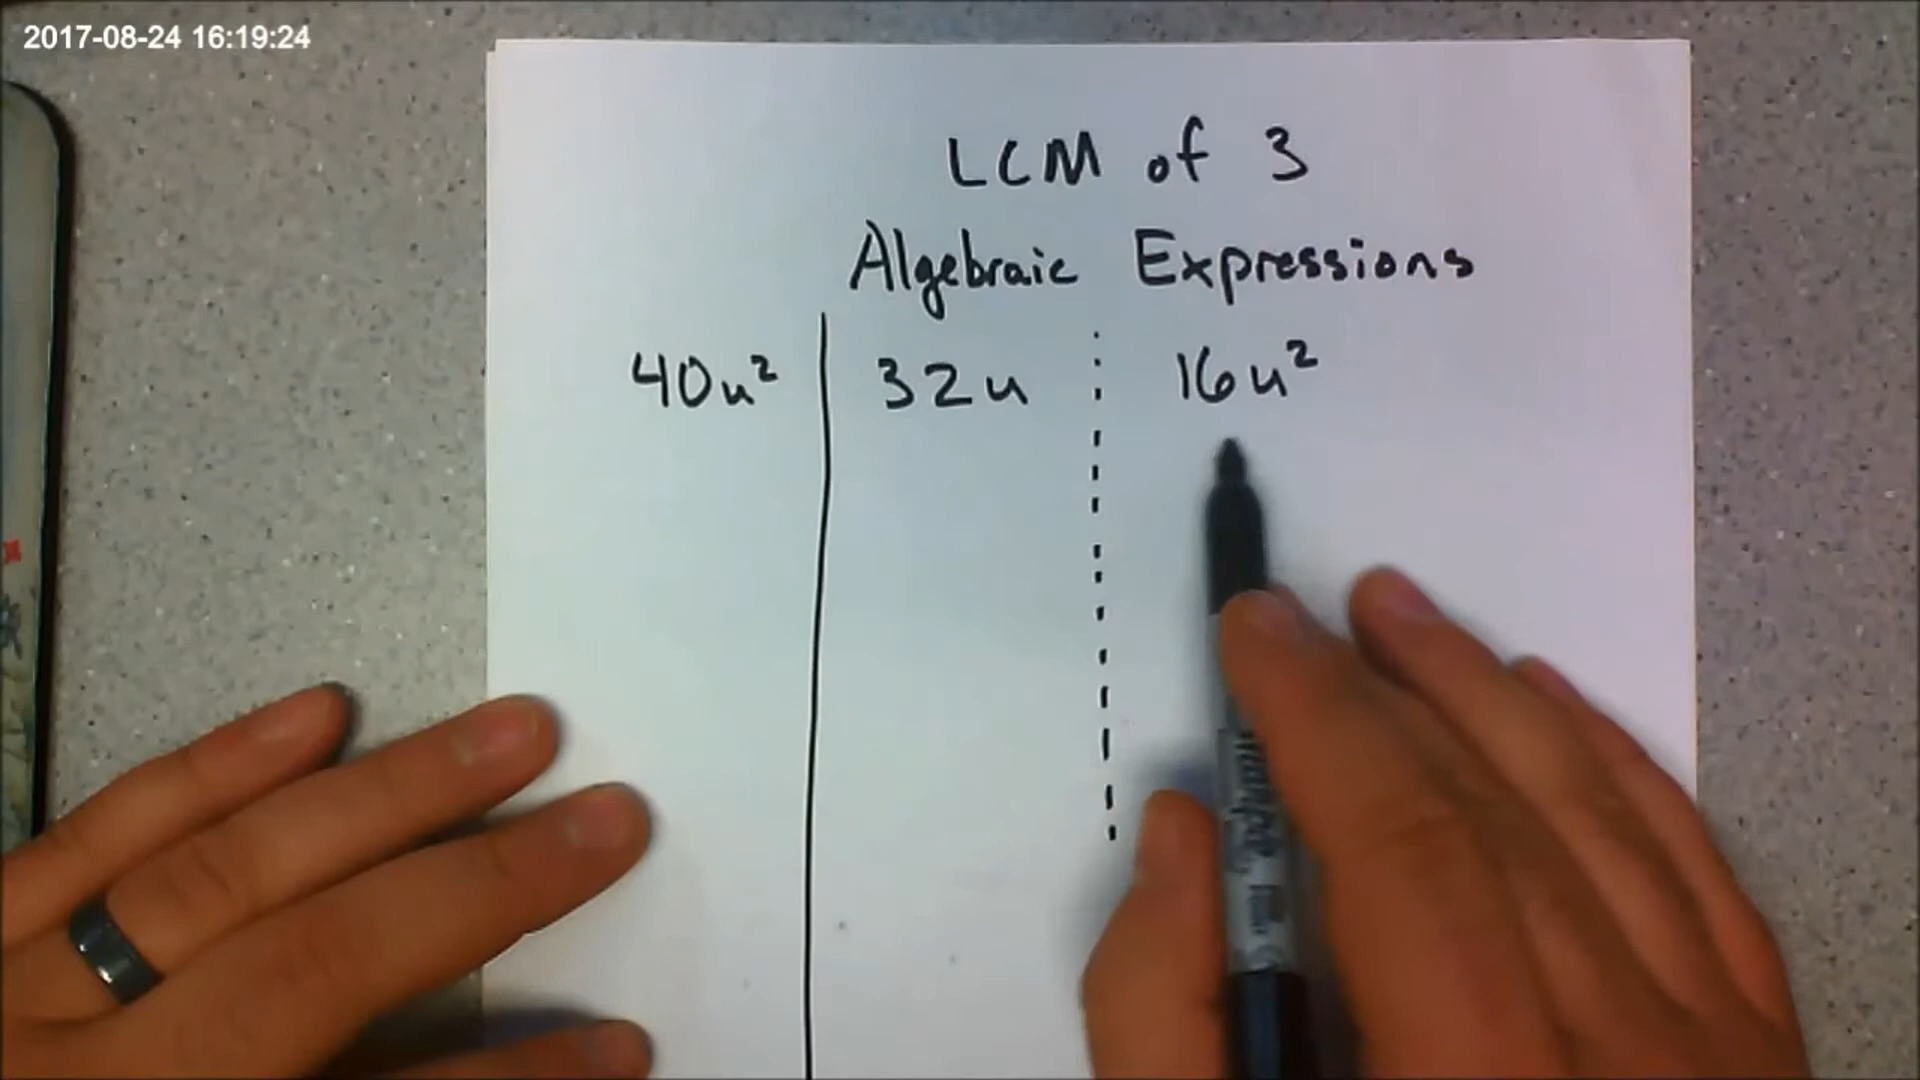 2017-08-24 16:19:24
LCM of 3
Algebraic Expressions
40u² 32u 16u²